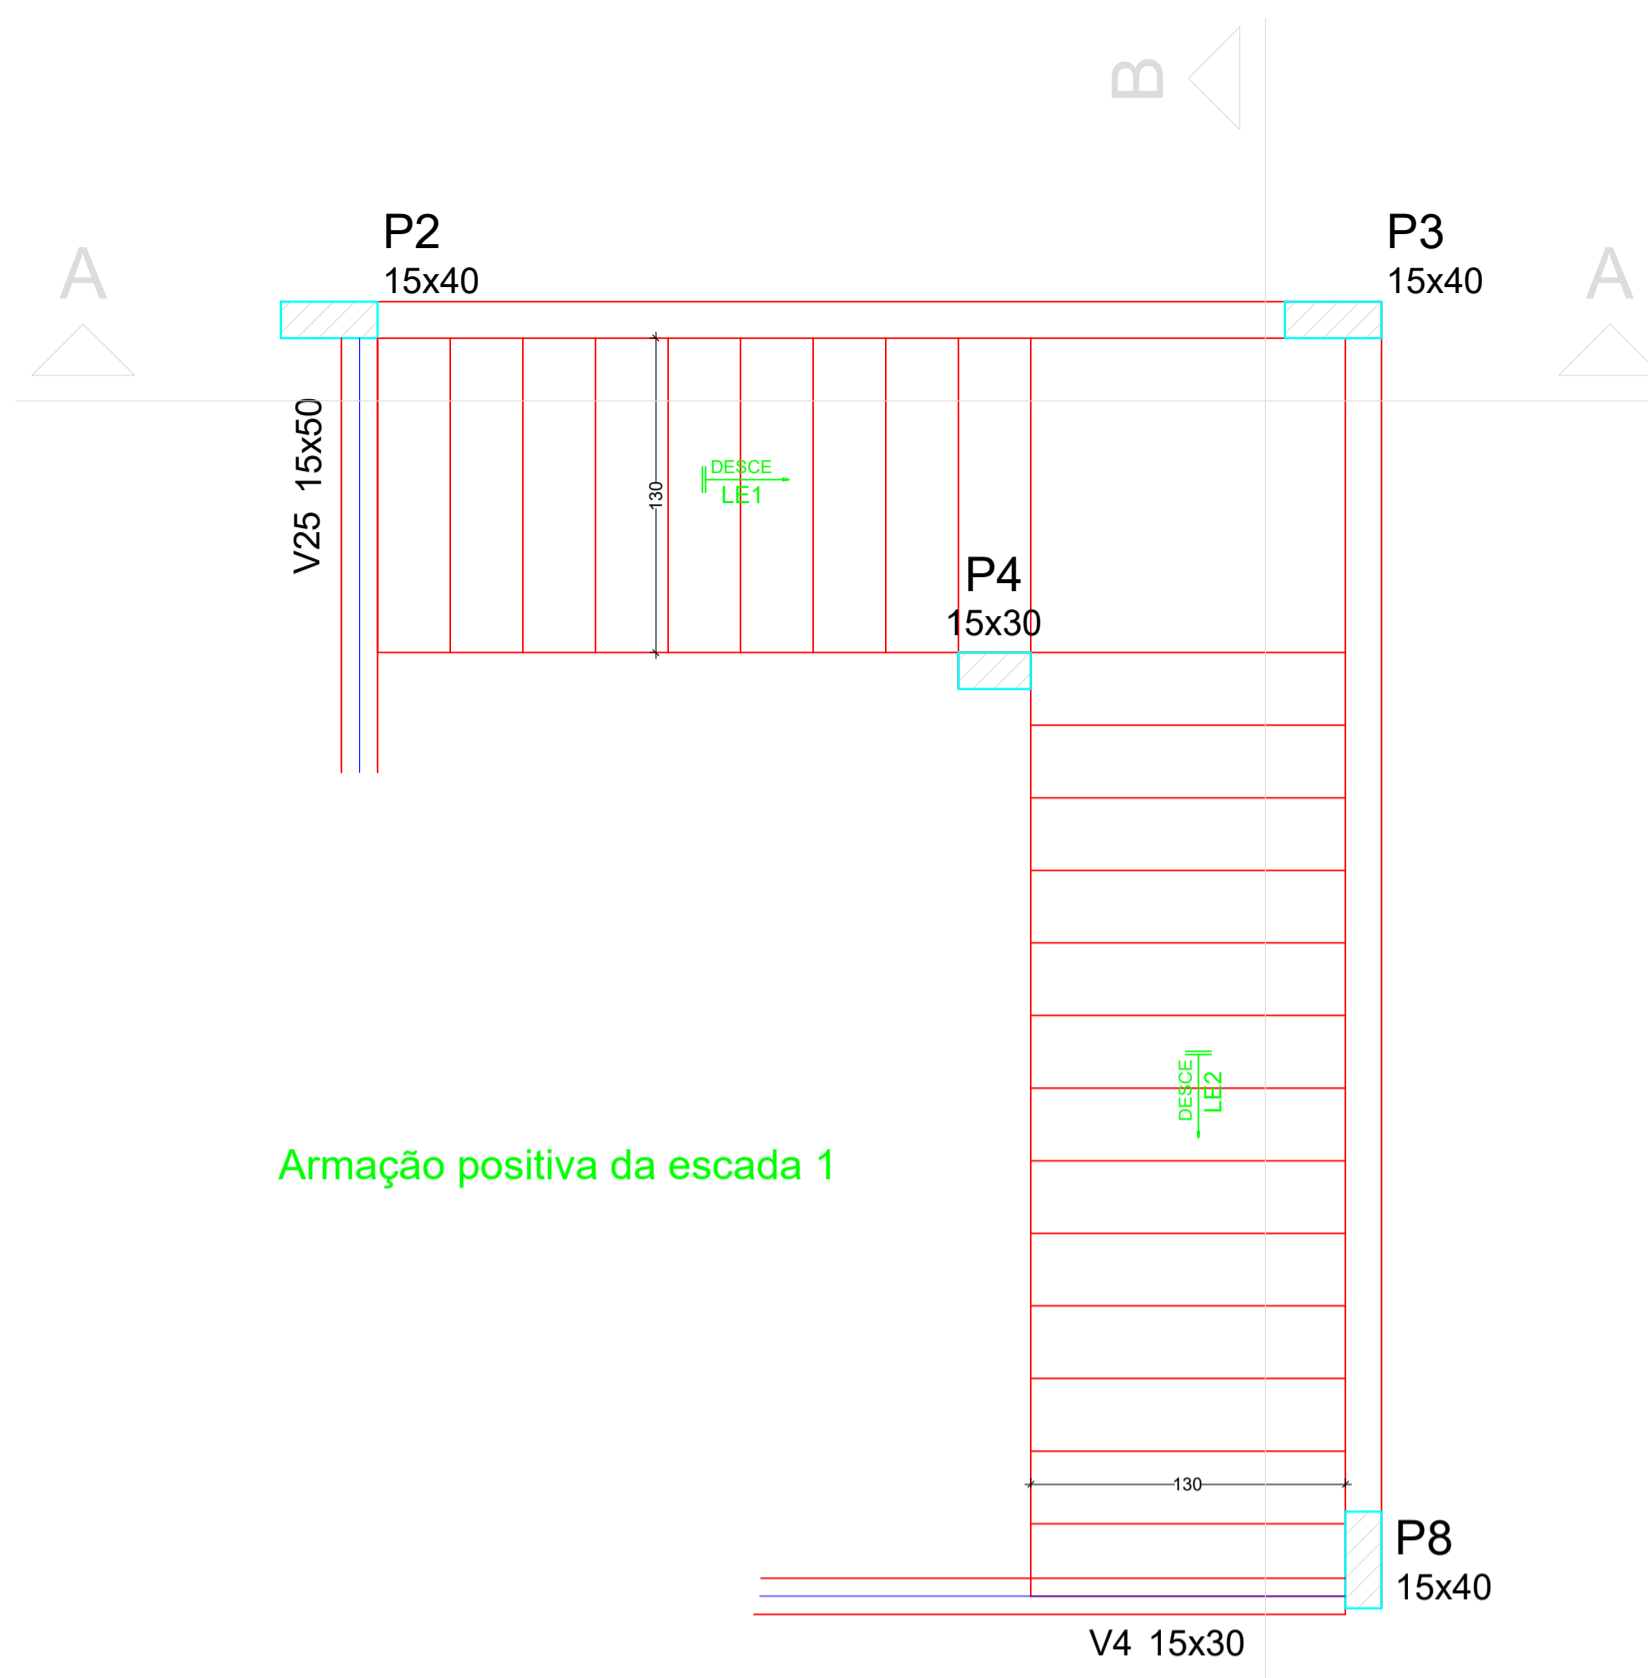 B
P2
15x40
P3
15x40
A
A
V25 15x50
DESCE
LE1
130
P4
15x30
DESCE
LE2
Armação positiva da escada 1
130
P8
15x40
V4 15x30